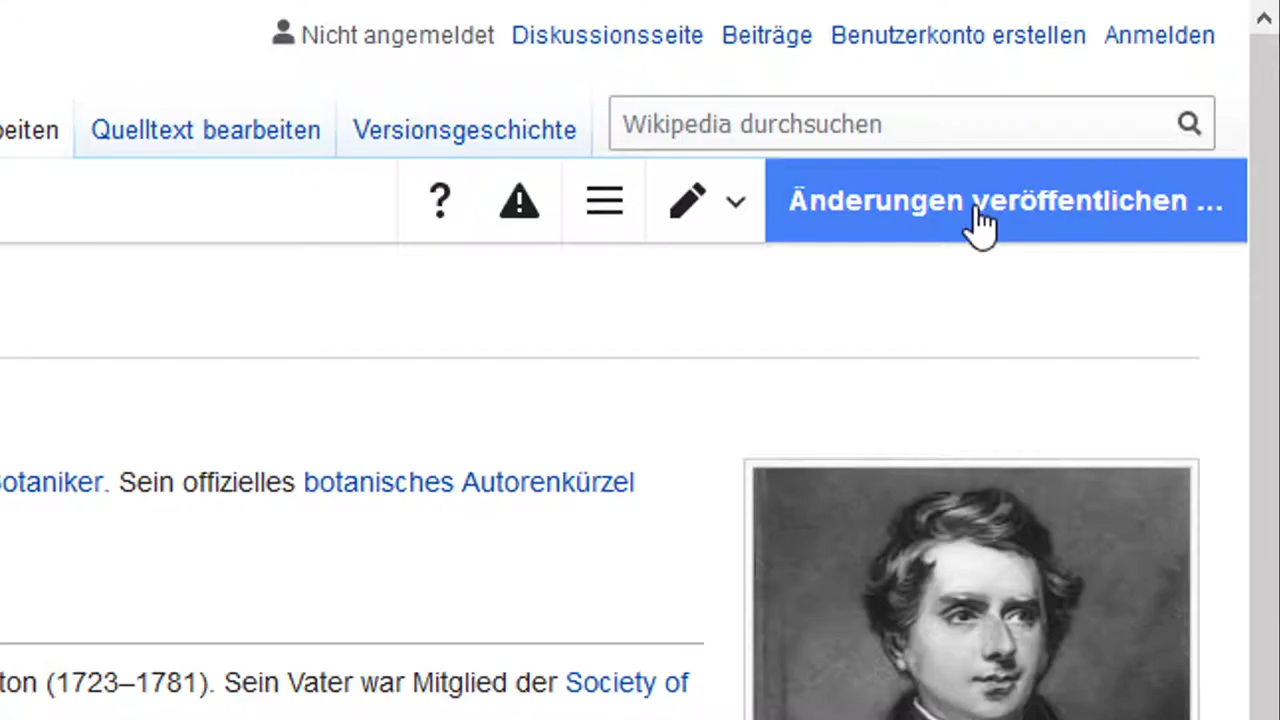 Nicht angemeldet Diskussionsseite Beiträge Benutzerkonto erstellen Anmelden
beiten Quelltext bearbeiten Versionsgeschichte Wikipedia durchsuchen
? Änderungen veröffentlichen ...
Botaniker. Sein offizielles botanisches Autorenkürzel
ton (1723–1781). Sein Vater war Mitglied der Society of